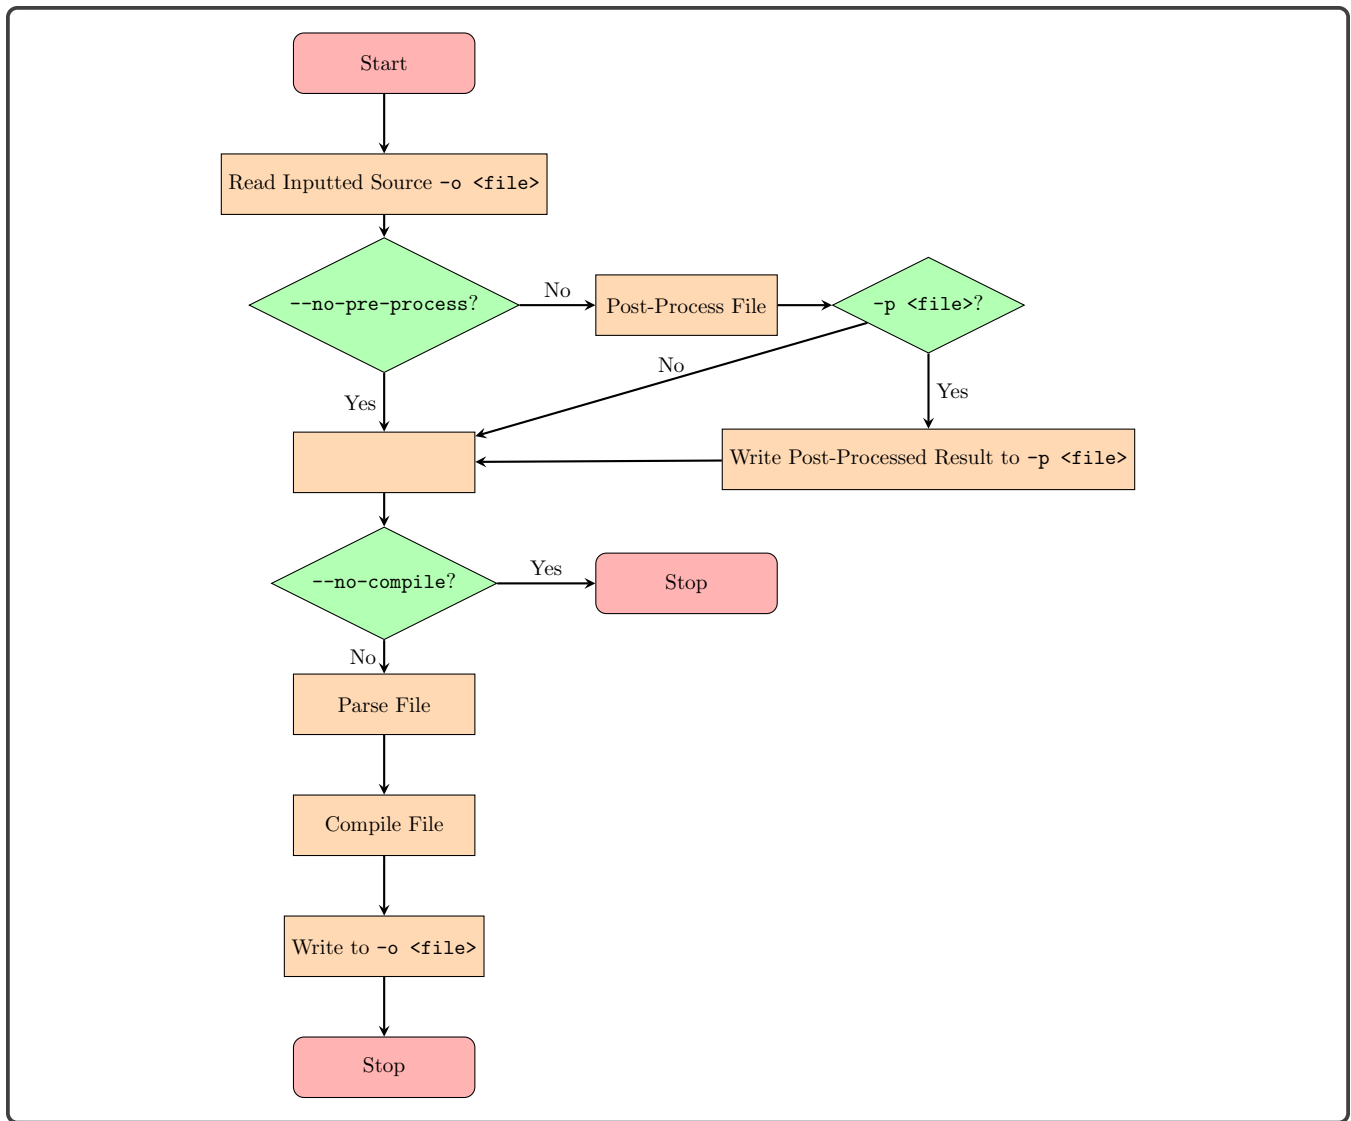 Start
Read Inputted Source -o <file>
--no-pre-process?
No
Post-Process File
-p <file>?
No
Yes
Yes
Write Post-Processed Result to -p <file>
--no-compile?
Yes
Stop
No
Parse File
Compile File
Write to -o <file>
Stop